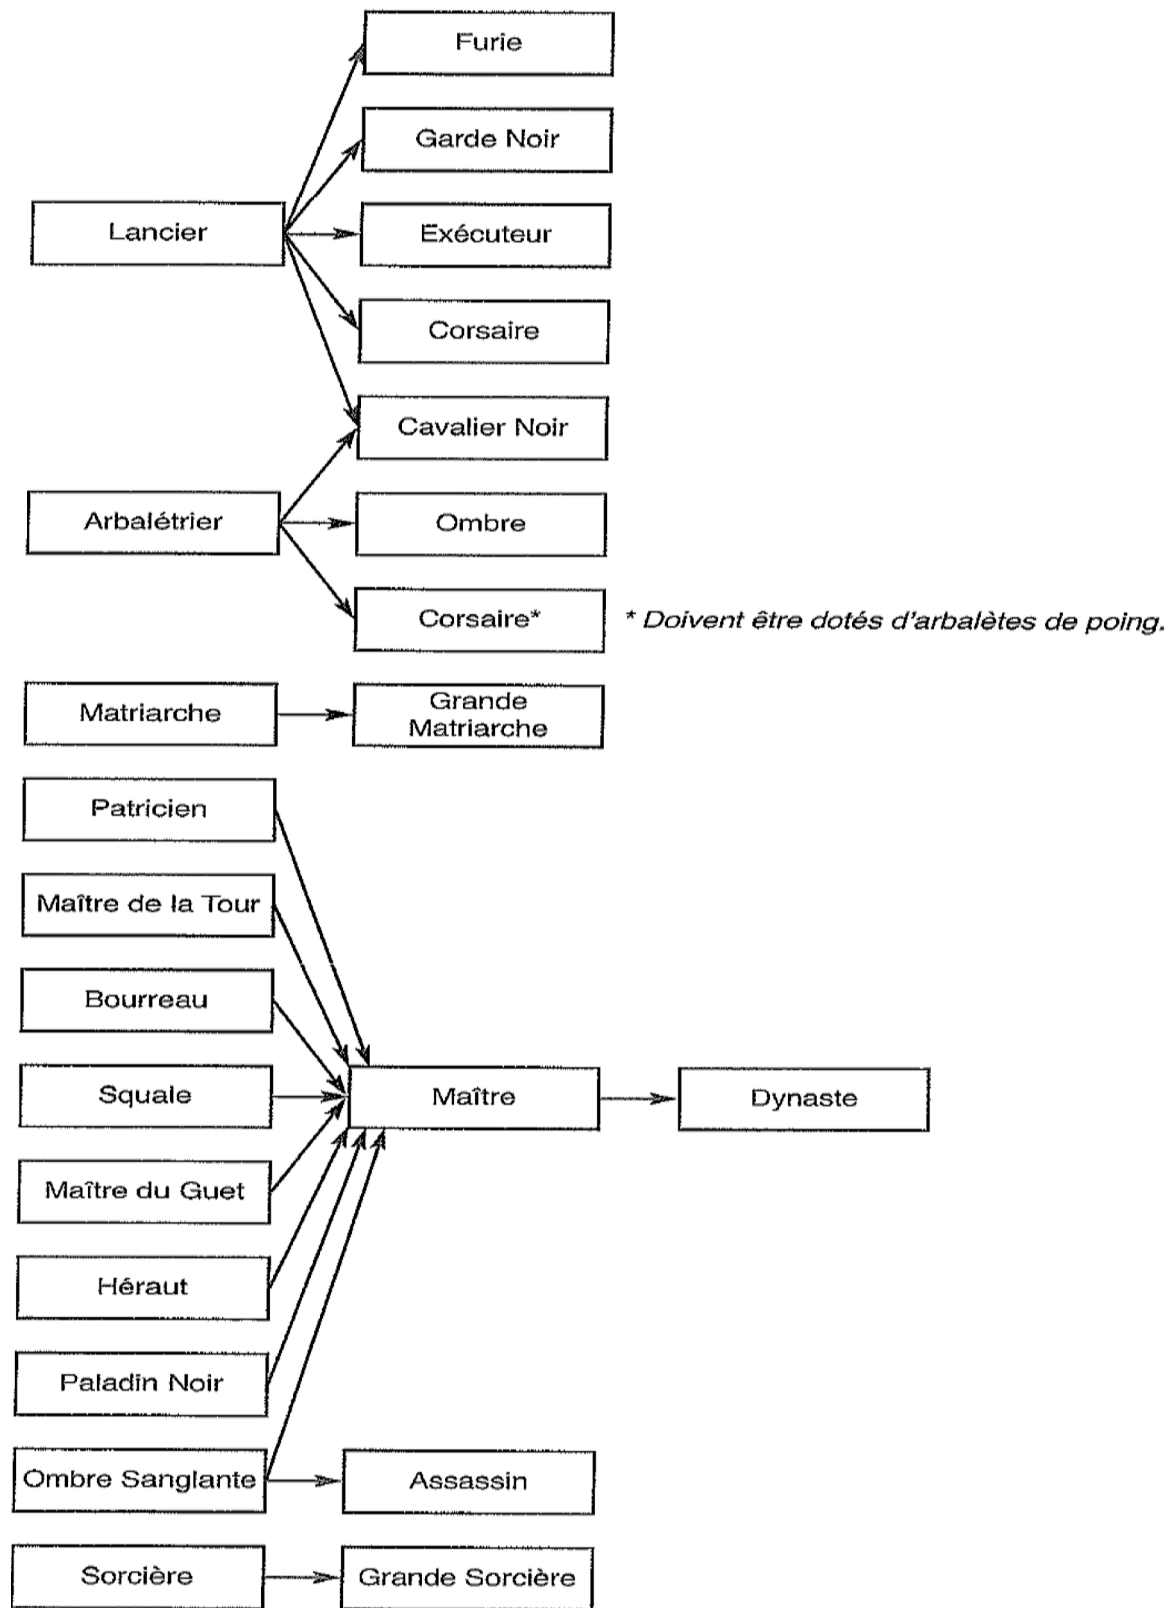 Furie
Garde Noir
Lancier
Exécuteur
Corsaire
Cavalier Noir
Arbalétrier
Ombre
Corsaire*
* Doivent être dotés d'arbalètes de poing.
Matriarche
Grande
Matriarche
Patricien
Maître de la Tour
Bourreau
Squale
Maître
Dynaste
Maître du Guet
Héraut
Paladin Noir
Ombre Sanglante
Assassin
Sorcière
Grande Sorcière